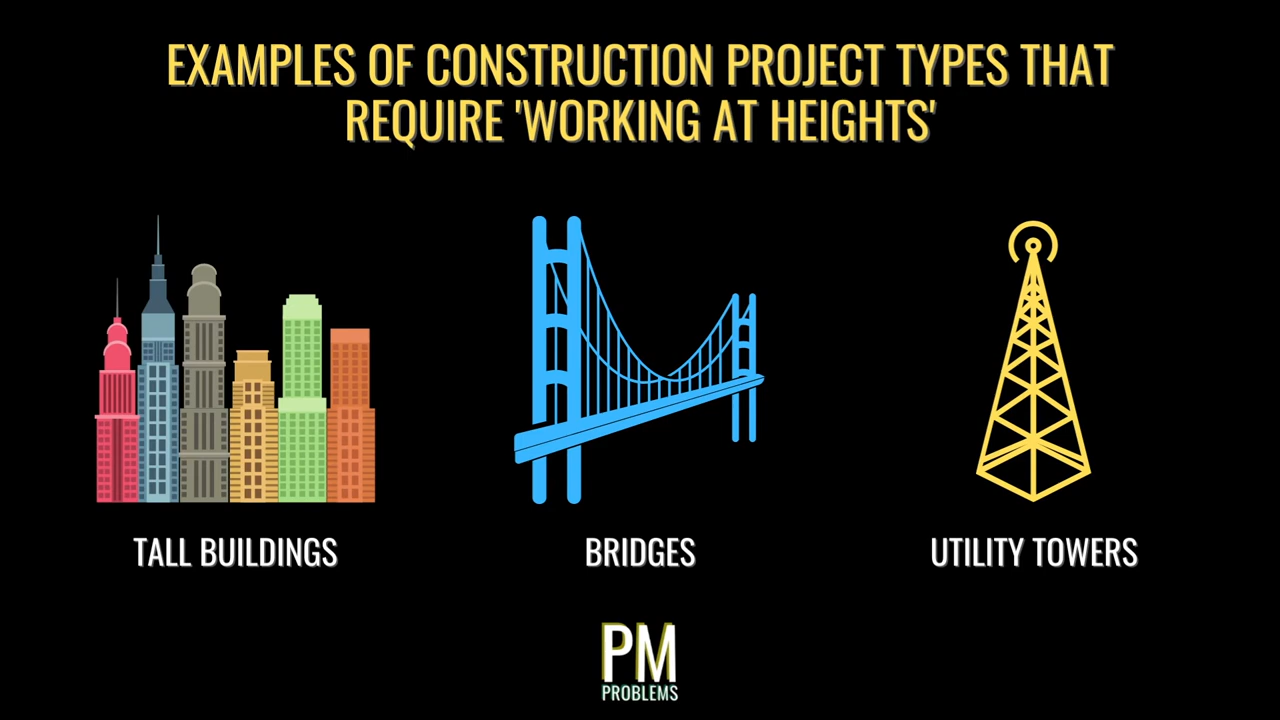 EXAMPLES OF CONSTRUCTION PROJECT TYPES THAT
REQUIRE 'WORKING AT HEIGHTS'
TALL BUILDINGS
BRIDGES
UTILITY TOWERS
PM
PROBLEMS